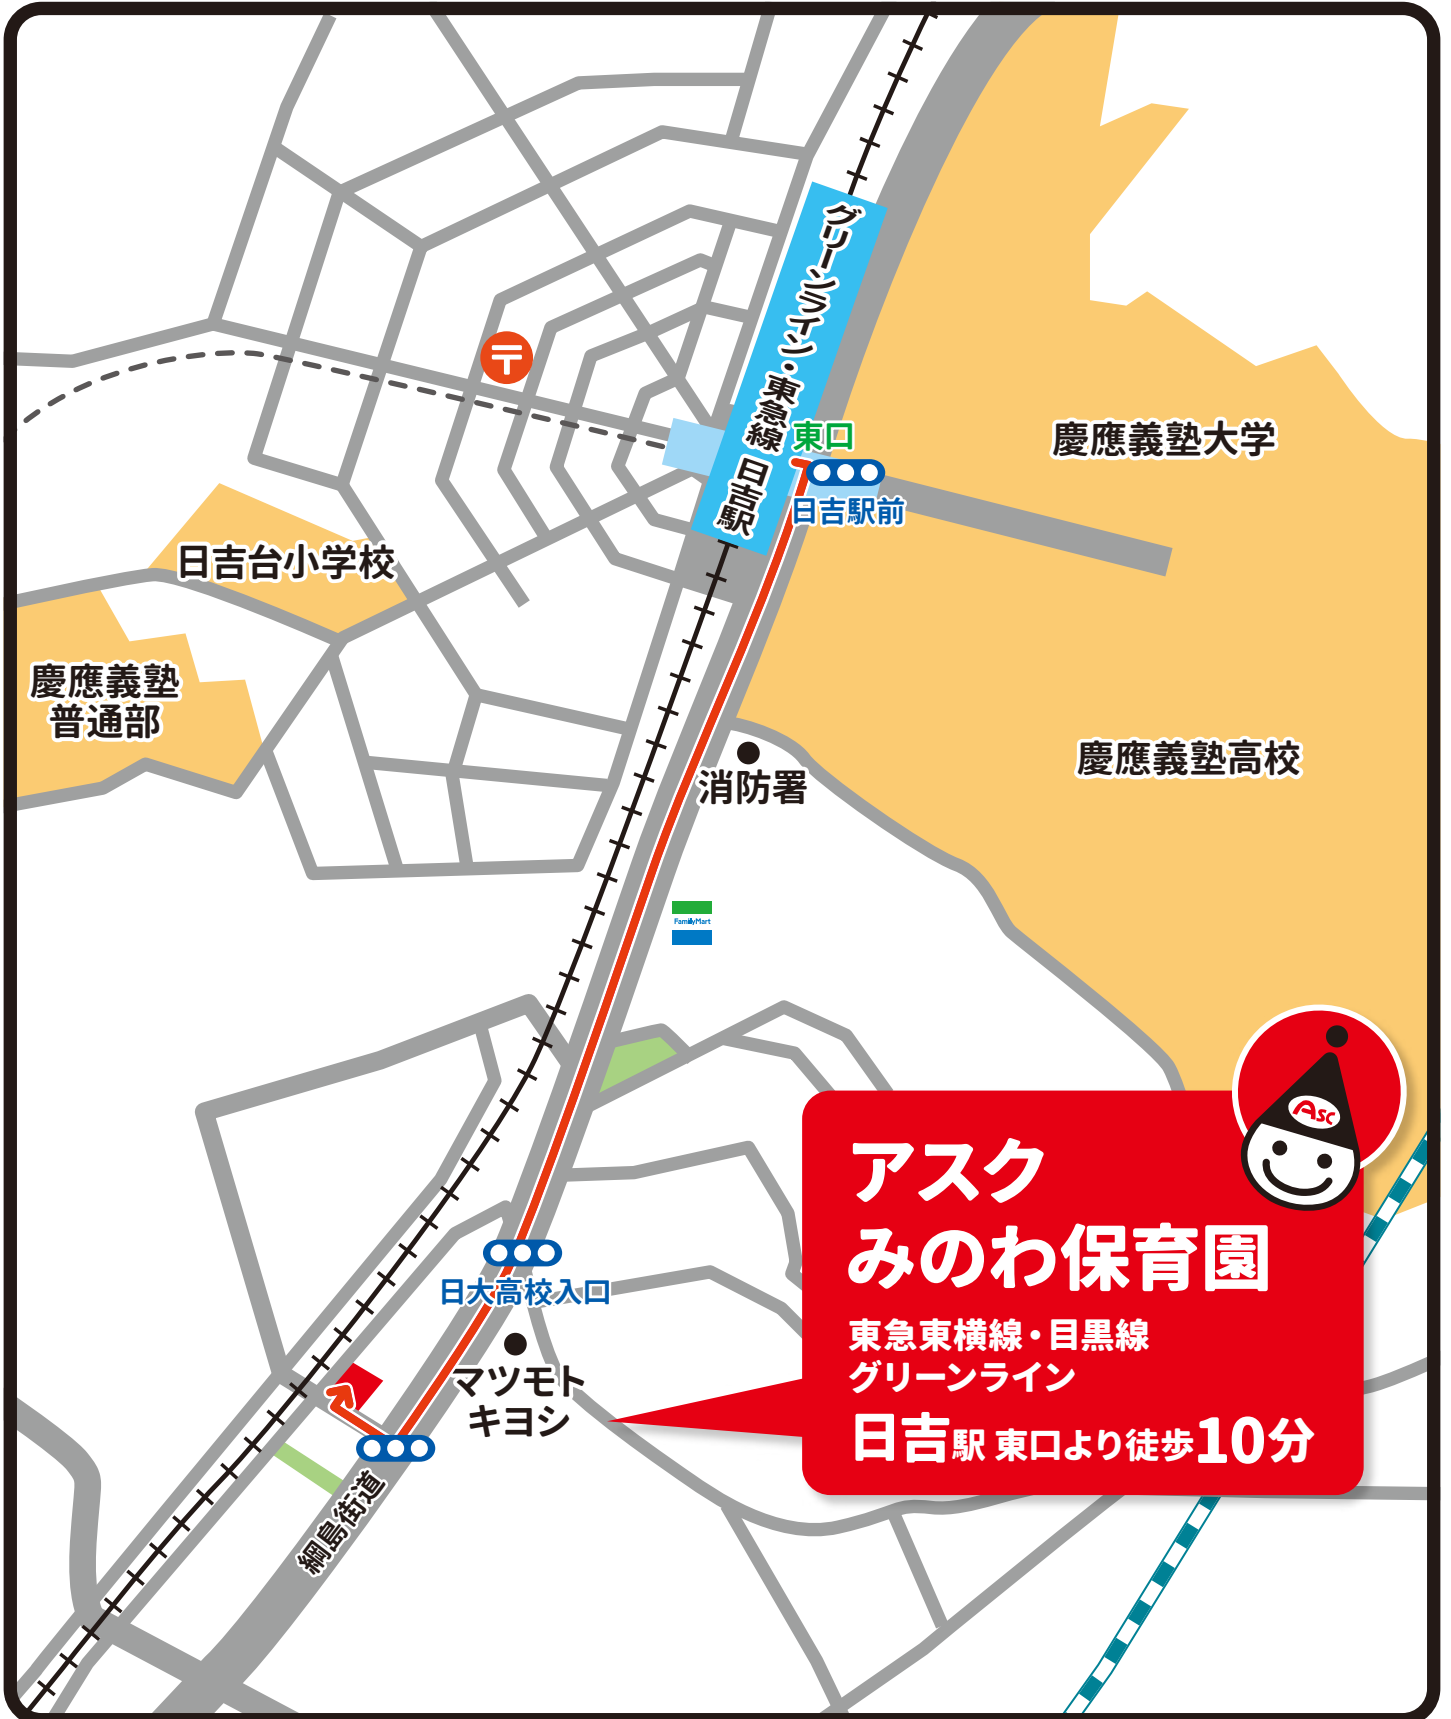 グリーンライン・東急線 日吉駅
東口
日吉駅前
慶應義塾大学
日吉台小学校
慶應義塾
普通部
慶應義塾高校
消防署
FamilyMart
ASC
アスク
みのわ保育園
東急東横線・目黒線
グリーンライン
日吉駅 東口より徒歩10分
日大高校入口
マツモト
キヨシ
綱島街道